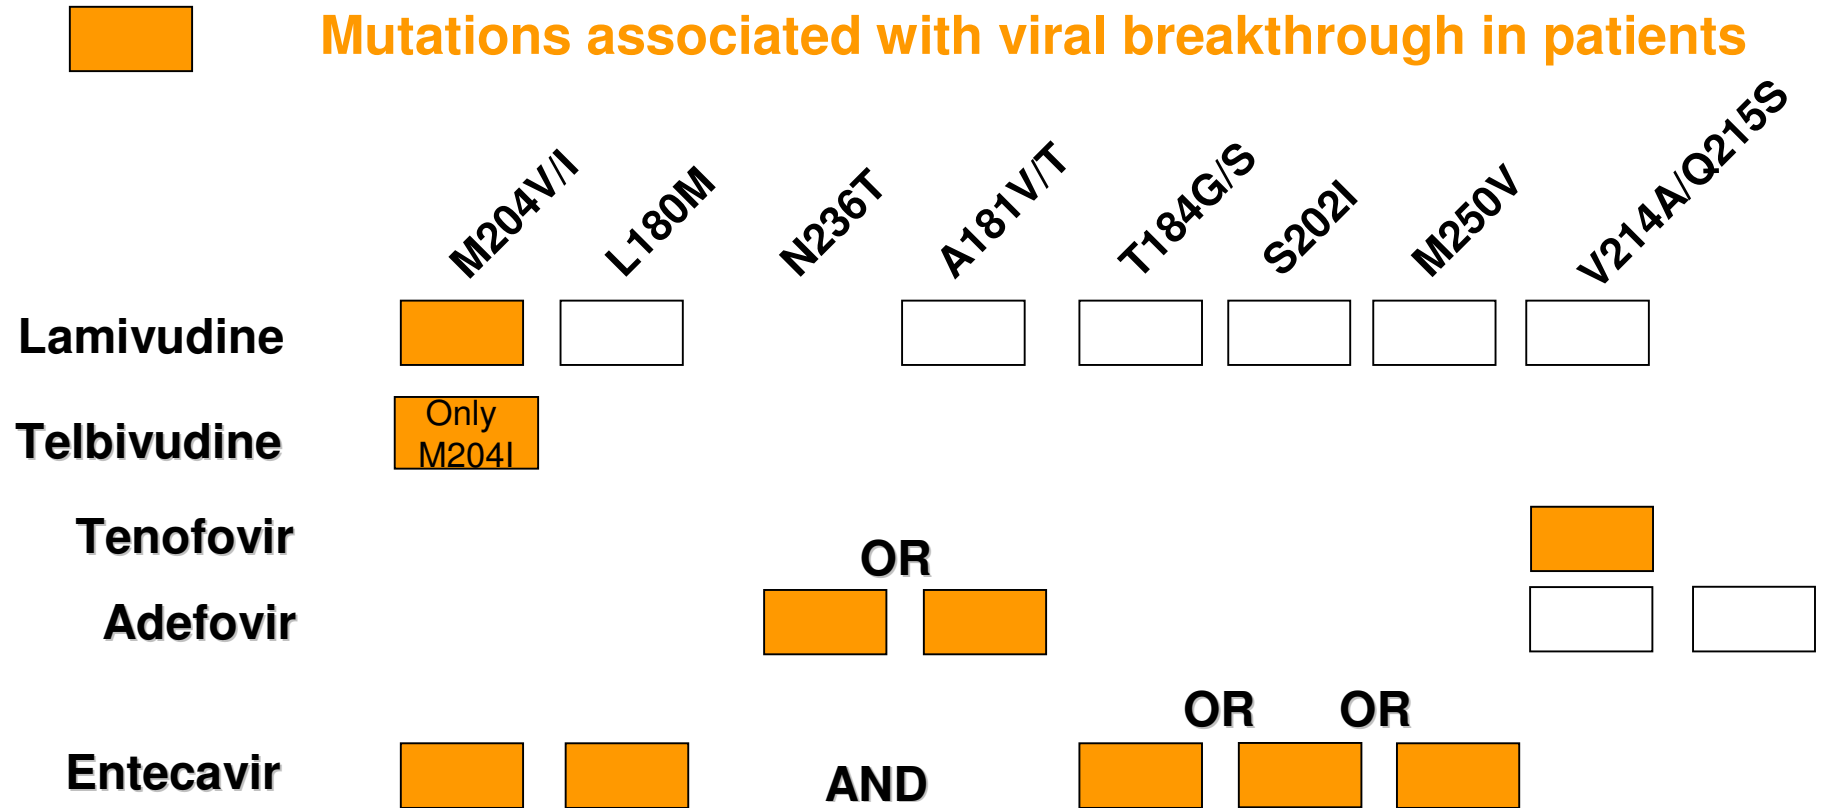 Mutations associated with viral breakthrough in patients
M204V/I L180M N236T A181V/T T184G/S S202I M250V V214A/Q215S
Lamivudine
Telbivudine
Only
M204I
Tenofovir
OR
Adefovir
OR OR
Entecavir
AND